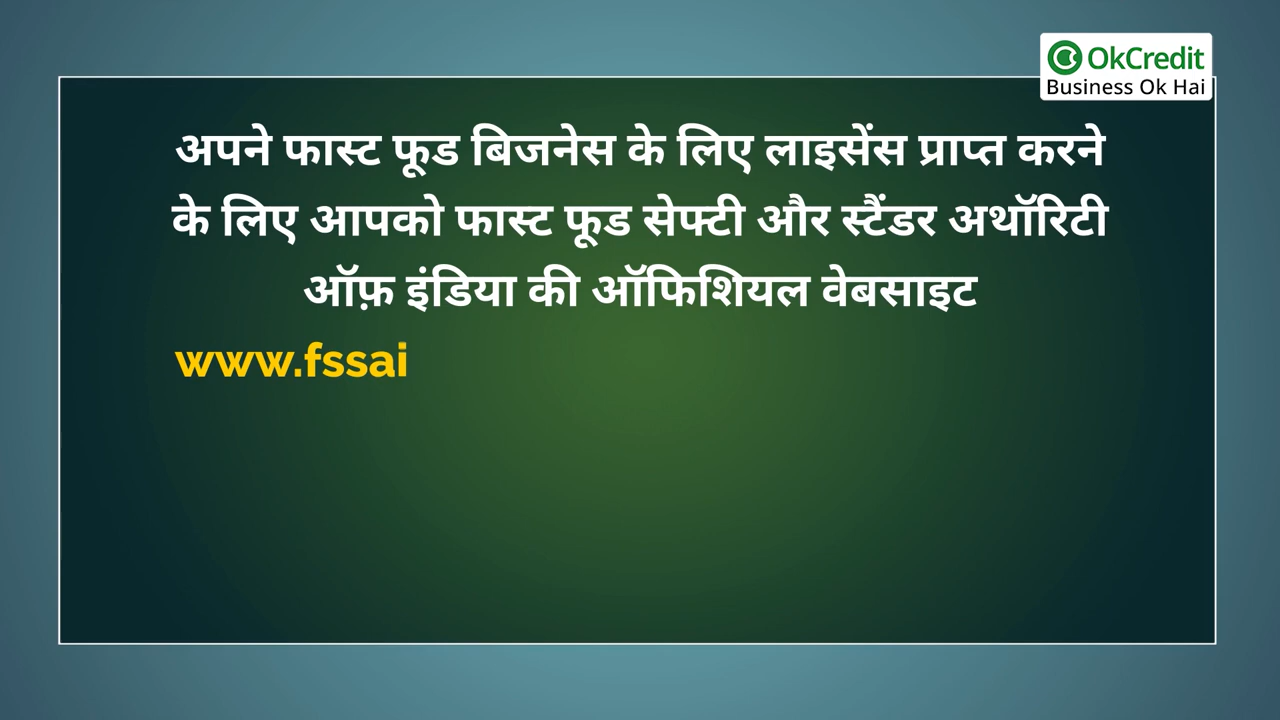 OkCredit
Business Ok Hai
अपने फास्ट फूड बिजनेस के लिए लाइसेंस प्राप्त करने
के लिए आपको फास्ट फूड सेफ्टी और स्टैंडर अथॉरिटी
ऑफ़ इंडिया की ऑफिशियल वेबसाइट
www.fssai